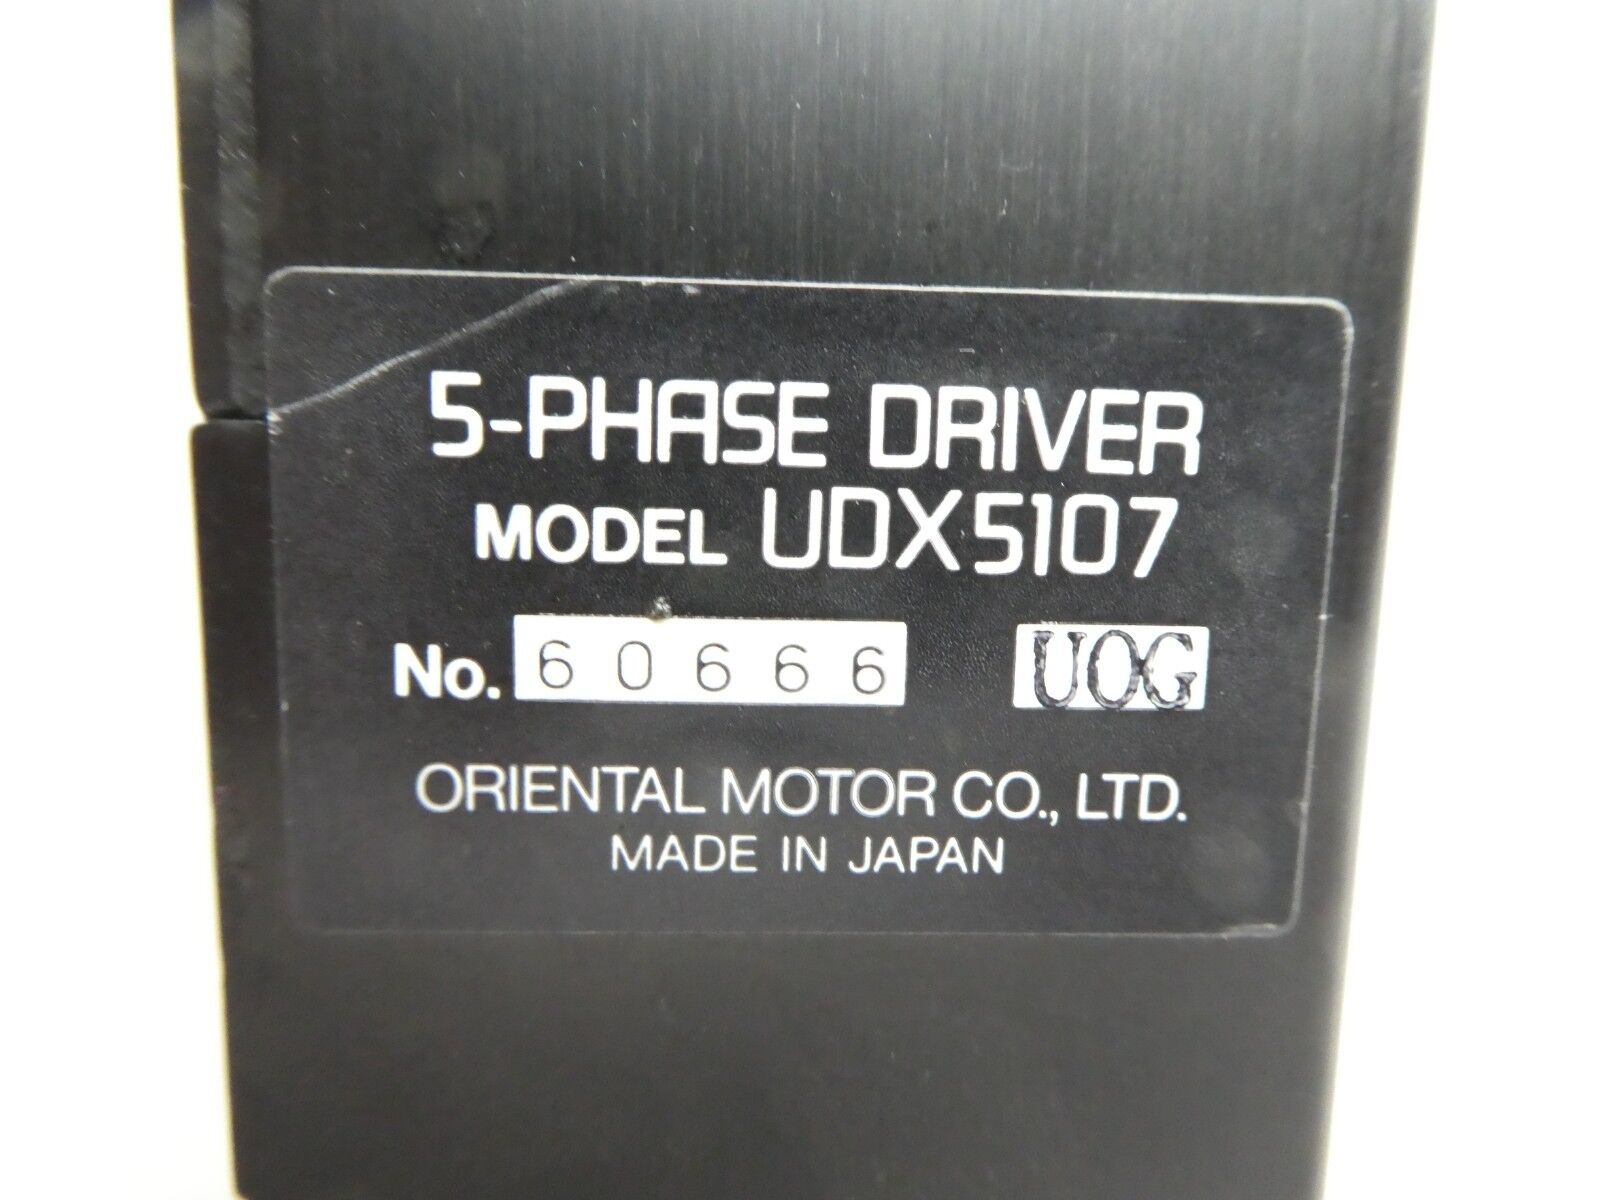 5-PHASE DRIVER
MODEL UDX5107
No. 60666 UOG
ORIENTAL MOTOR CO., LTD.
MADE IN JAPAN